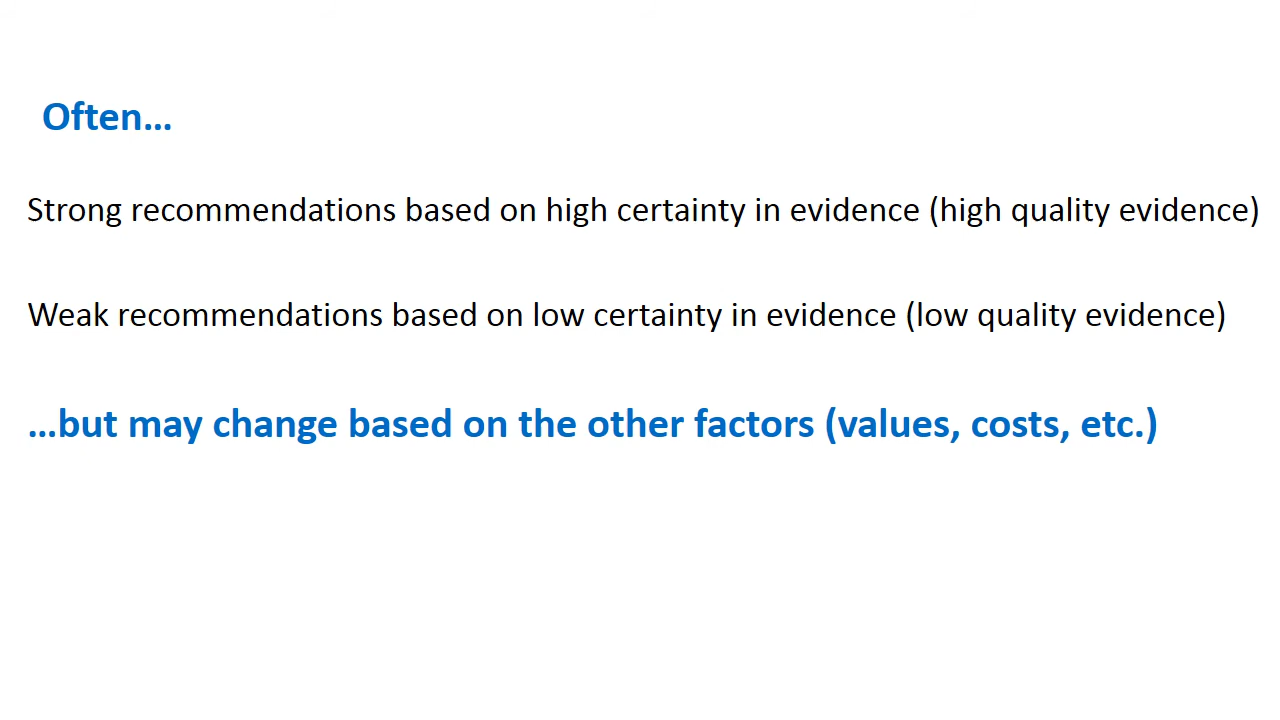 Often…
Strong recommendations based on high certainty in evidence (high quality evidence)
Weak recommendations based on low certainty in evidence (low quality evidence)
…but may change based on the other factors (values, costs, etc.)